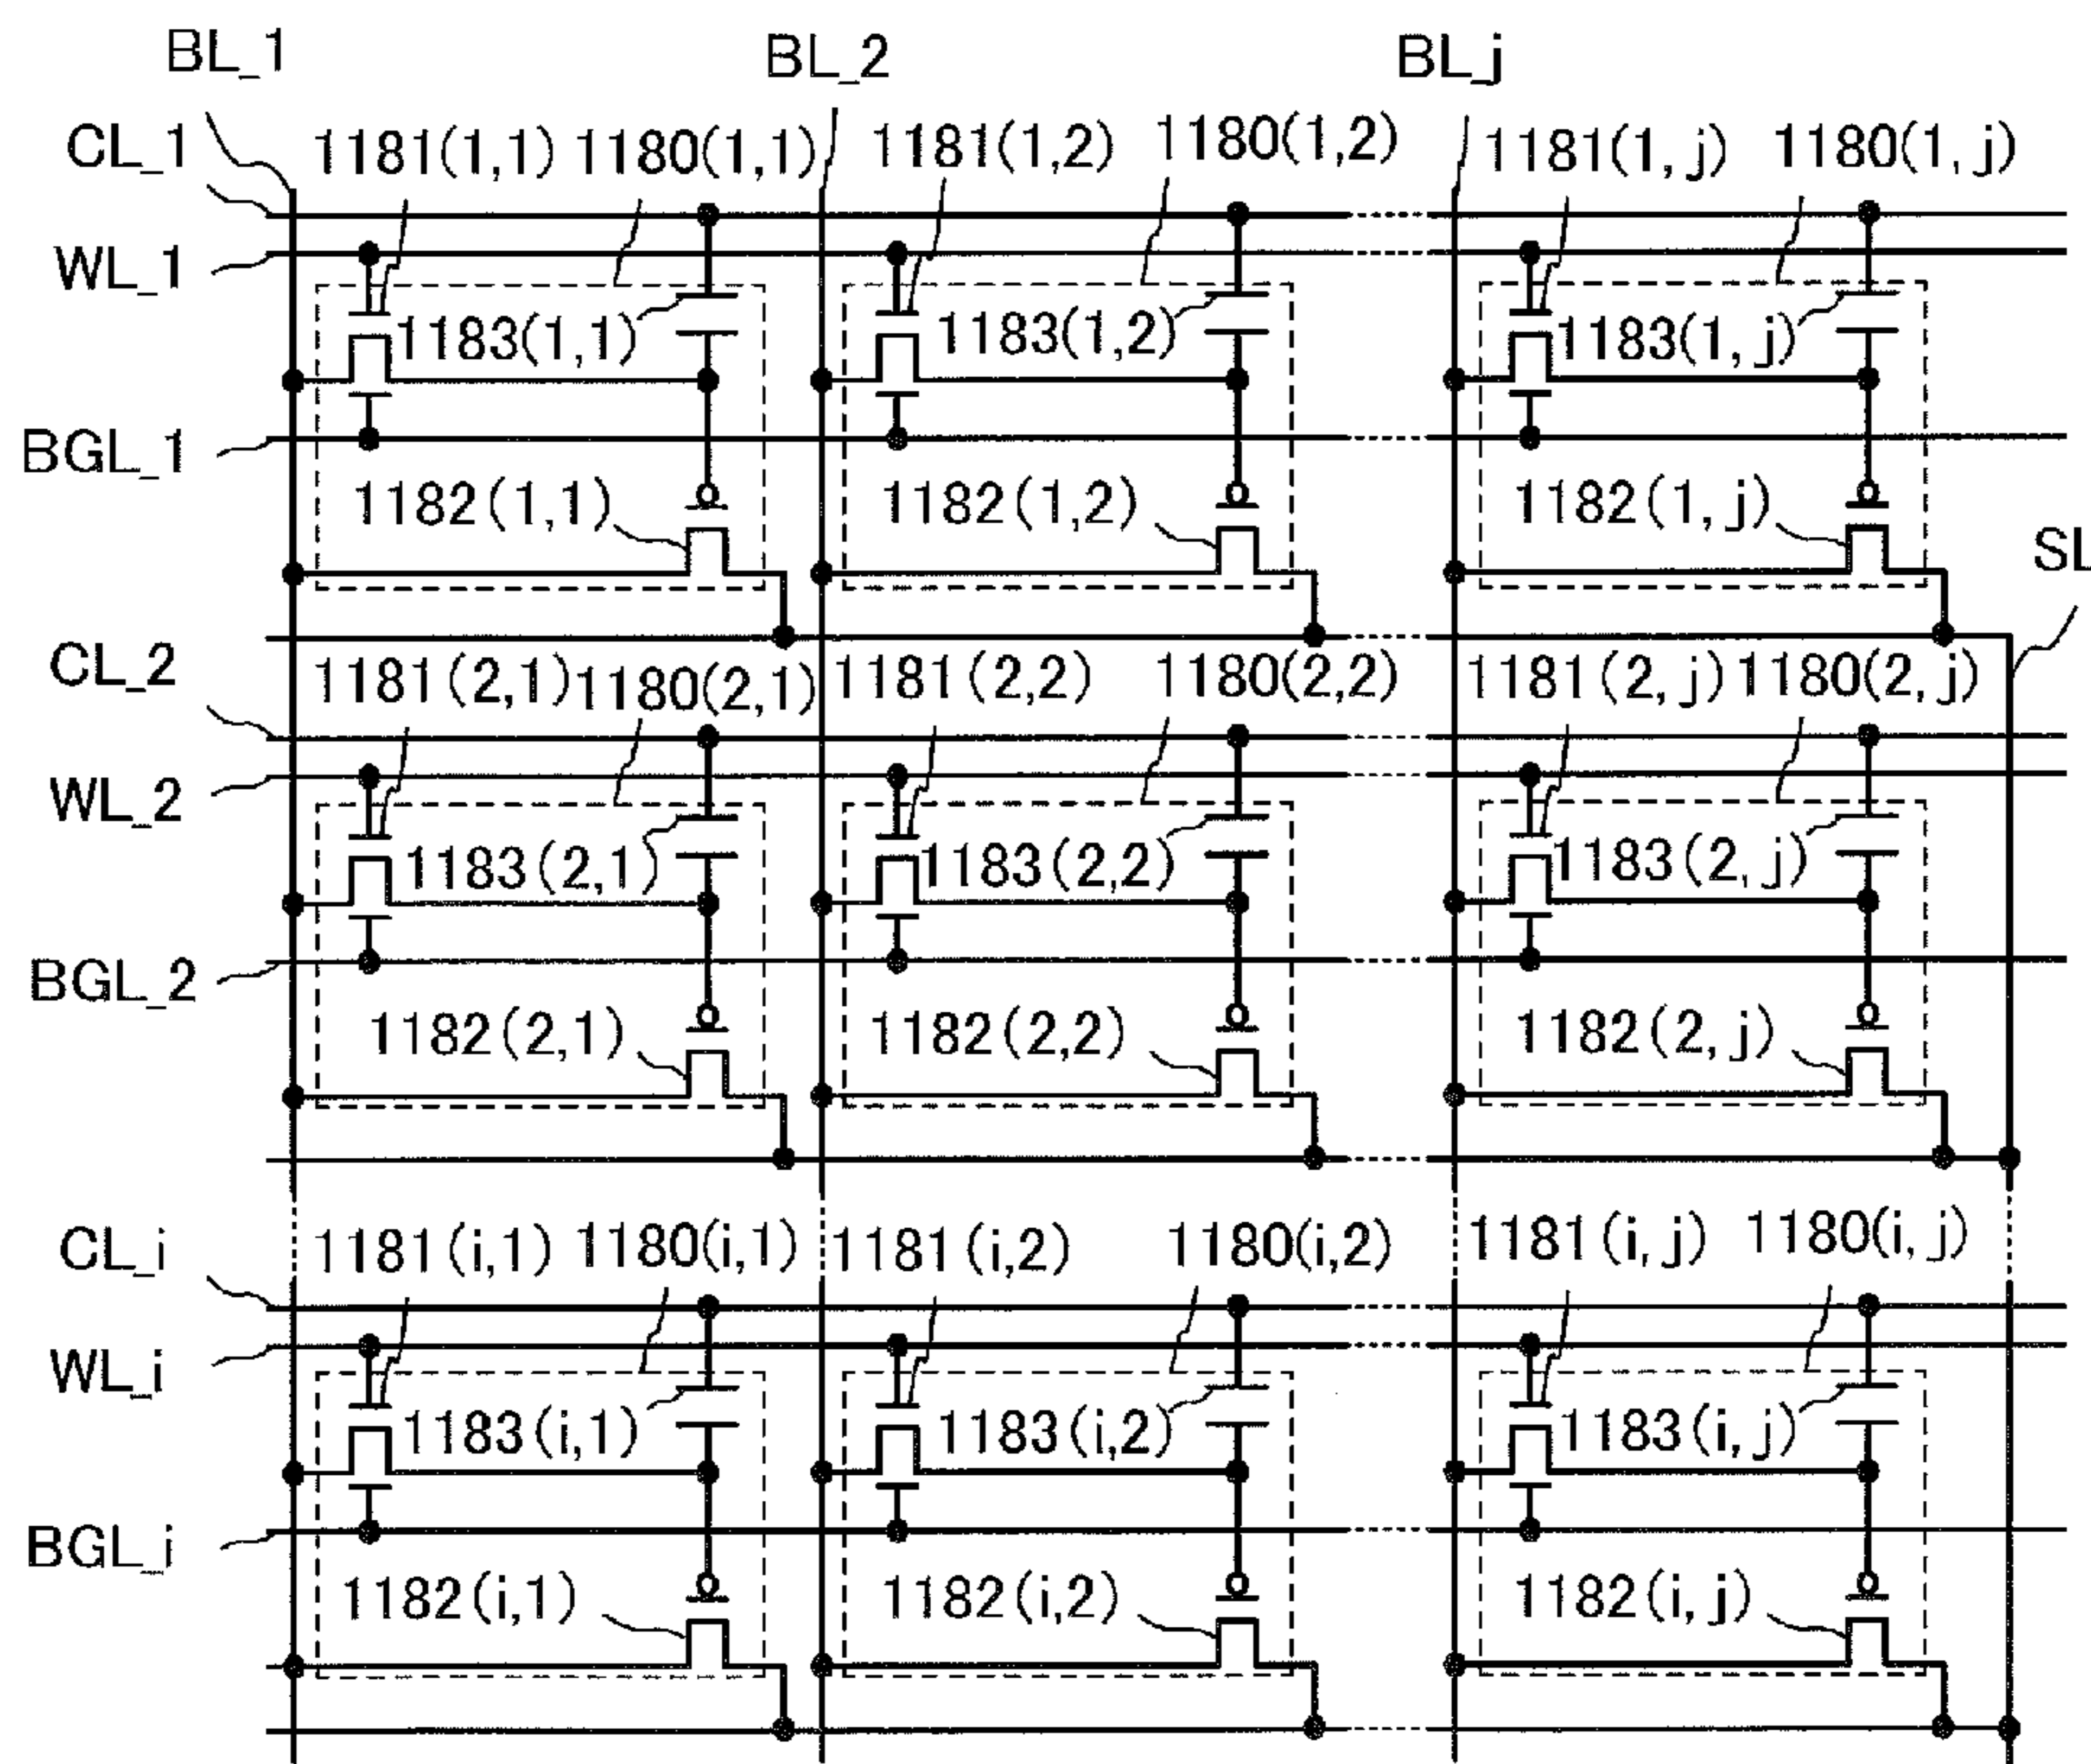 BL_1 BL_2 BL_j
CL_1 1181(1,1) 1180(1,1) 1181(1,2) 1180(1,2) 1181(1,j) 1180(1,j)
WL_1
1183(1,1) 1183(1,2) 1183(1,j)
BGL_1
1182(1,1) 1182(1,2) 1182(1,j)
SL
CL_2 1181(2,1) 1180(2,1) 1181(2,2) 1180(2,2) 1181(2,j) 1180(2,j)
WL_2
1183(2,1) 1183(2,2) 1183(2,j)
BGL_2
1182(2,1) 1182(2,2) 1182(2,j)
CL_i 1181(i,1) 1180(i,1) 1181(i,2) 1180(i,2) 1181(i,j) 1180(i,j)
WL_i
1183(i,1) 1183(i,2) 1183(i,j)
BGL_i
1182(i,1) 1182(i,2) 1182(i,j)